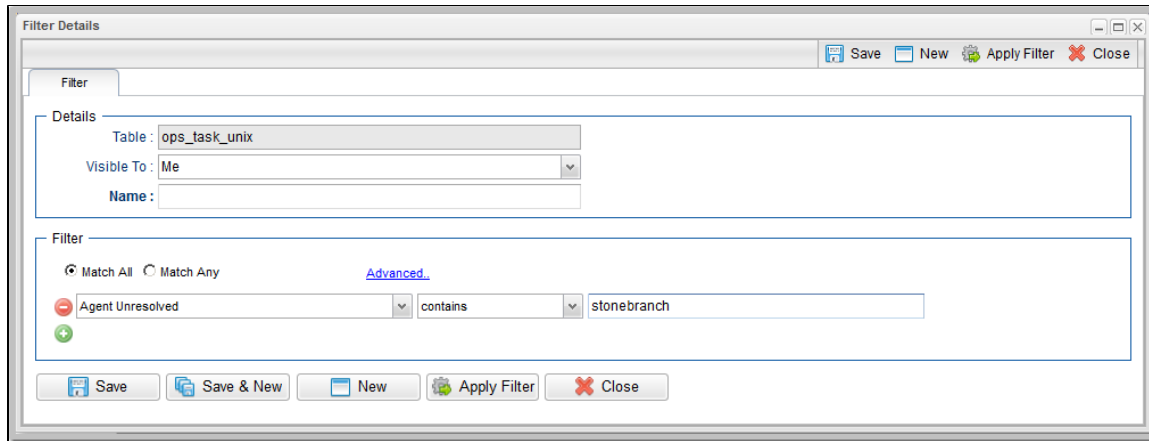 Filter Details
Save New Apply Filter Close
Filter
Details
Table : ops_task_unix
Visible To : Me
Name :
Filter
Match All Match Any Advanced..
Agent Unresolved contains stonebranch
Save Save & New New Apply Filter Close